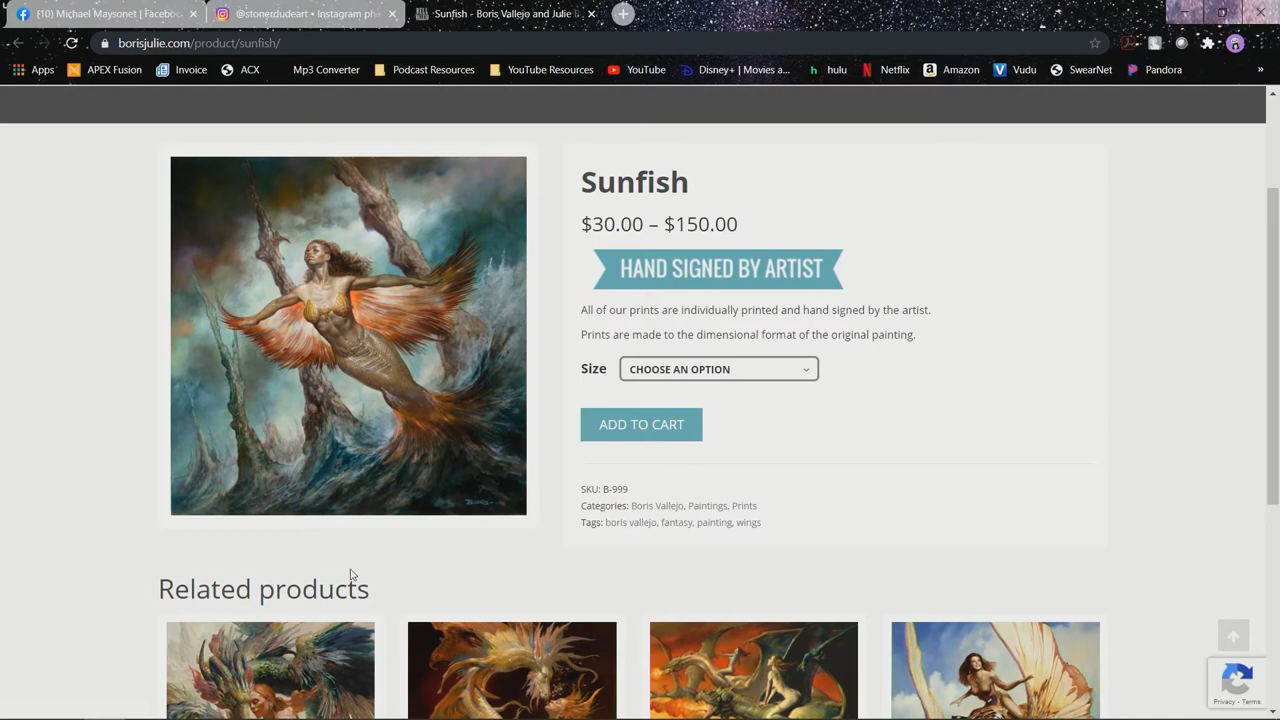 (10) Michael Maysonet | Faceboo
@stonerdudeart • Instagram ph
Sunfish - Boris Vallejo and Julie B
borisjulie.com/product/sunfish/
Apps APEX Fusion Invoice ACX Mp3 Converter Podcast Resources YouTube Resources YouTube Disney+ | Movies a... hulu Netflix Amazon Vudu SwearNet Pandora »
Sunfish
$30.00 – $150.00
HAND SIGNED BY ARTIST
All of our prints are individually printed and hand signed by the artist.
Prints are made to the dimensional format of the original painting.
Size CHOOSE AN OPTION
ADD TO CART
SKU: B-999
Categories: Boris Vallejo, Paintings, Prints
Tags: boris vallejo, fantasy, painting, wings
Related products
Privacy - Terms